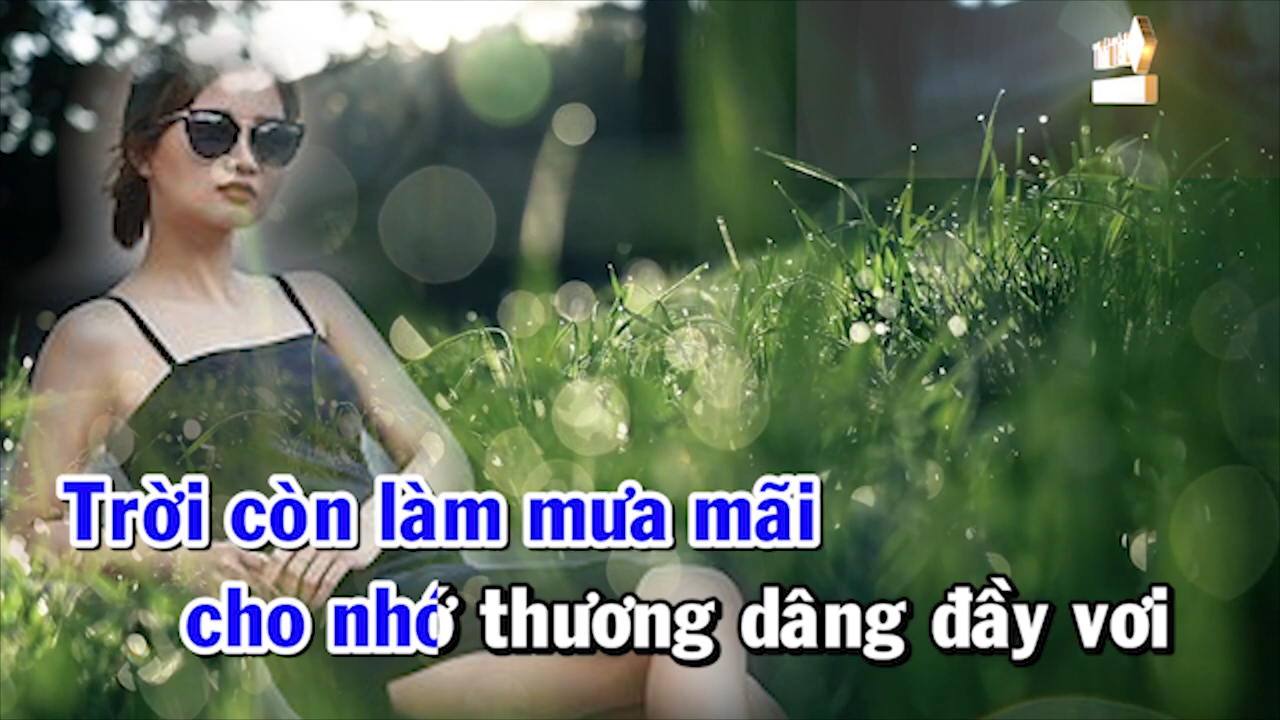 Trời còn làm mưa mãi
cho nhớ thương dâng đầy vơi